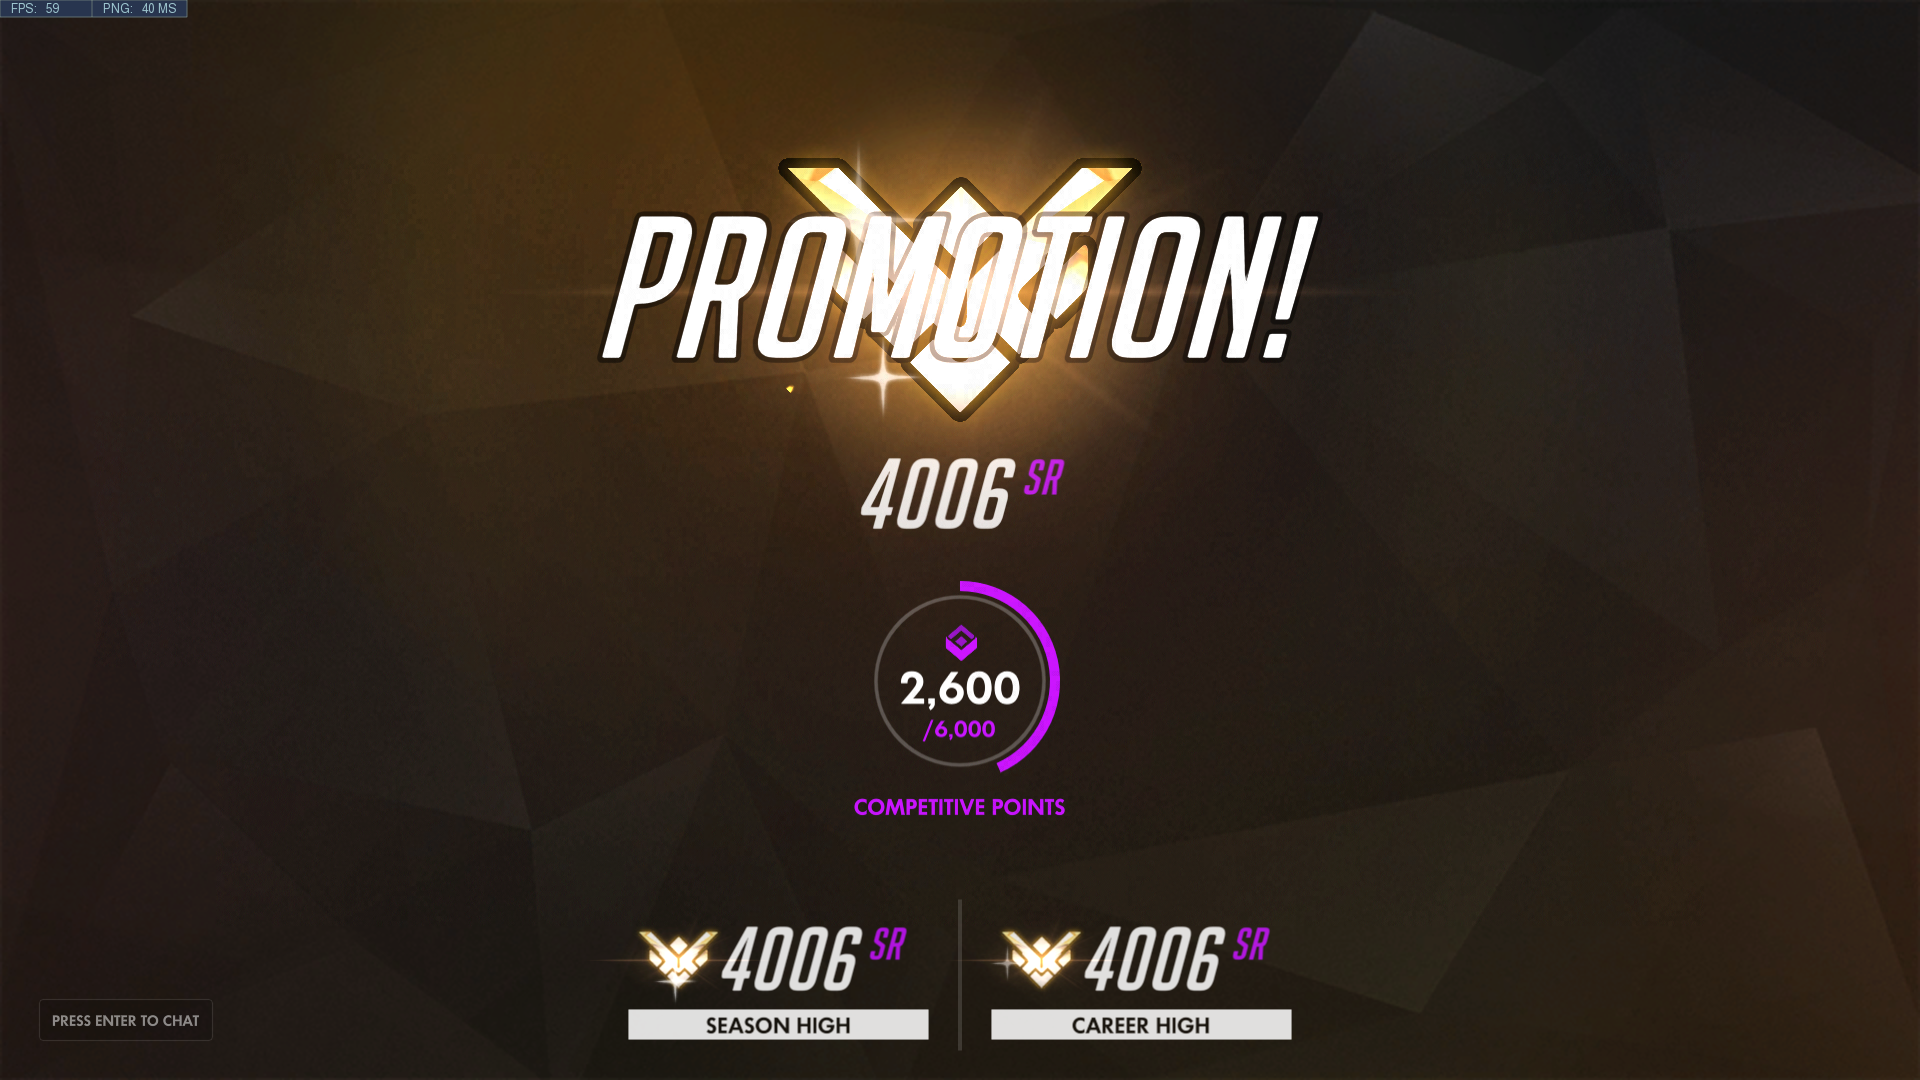 FPS: 59 PNG: 40 MS
PROMOTION!
4006 SR
2,600
/6,000
COMPETITIVE POINTS
4006 SR
SEASON HIGH
4006 SR
CAREER HIGH
PRESS ENTER TO CHAT